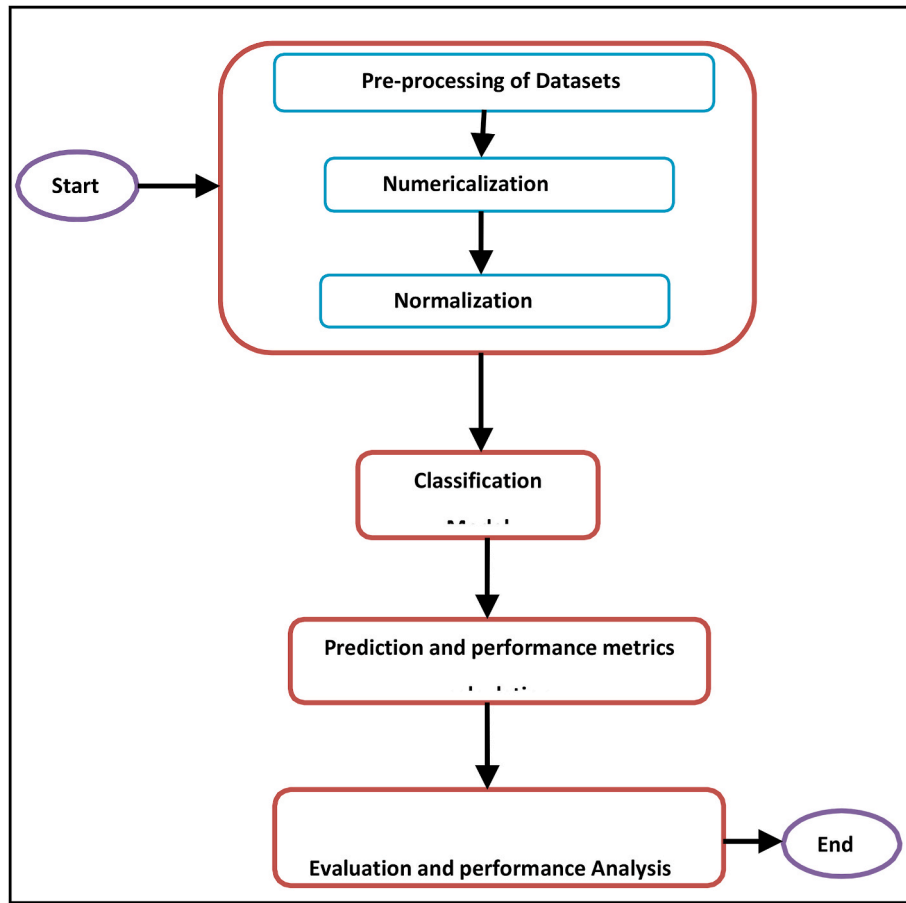 Pre-processing of Datasets
Start
Numericalization
Normalization
Classification
Prediction and performance metrics
Evaluation and performance Analysis
End